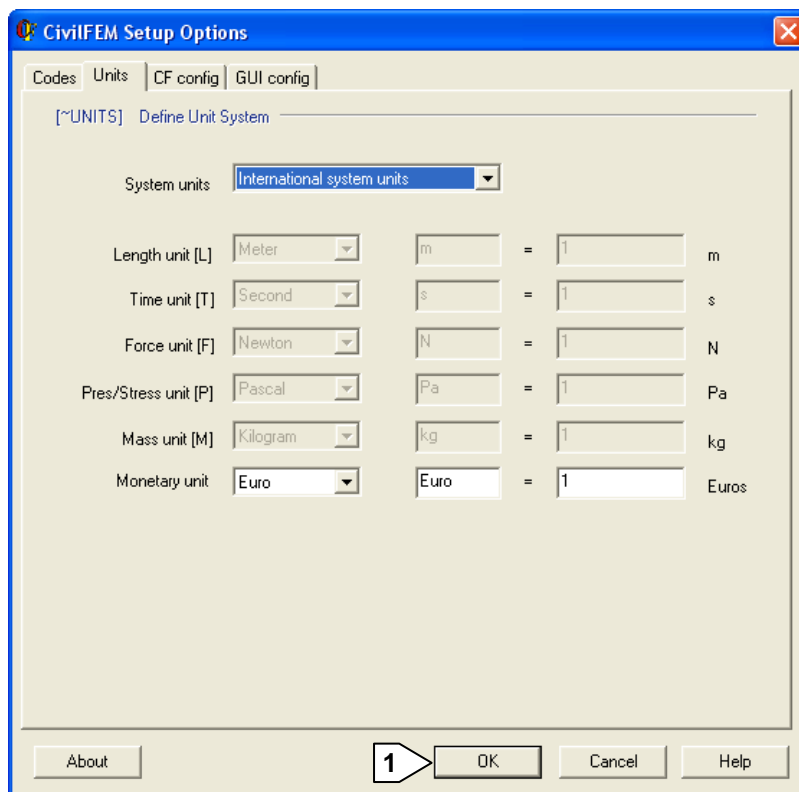 CivilFEM Setup Options
Codes Units CF config GUI config
[~UNITS] Define Unit System
System units International system units
Length unit [L] Meter m = 1 m
Time unit [T] Second s = 1 s
Force unit [F] Newton N = 1 N
Pres/Stress unit [P] Pascal Pa = 1 Pa
Mass unit [M] Kilogram kg = 1 kg
Monetary unit Euro Euro = 1 Euros
About 1 OK Cancel Help